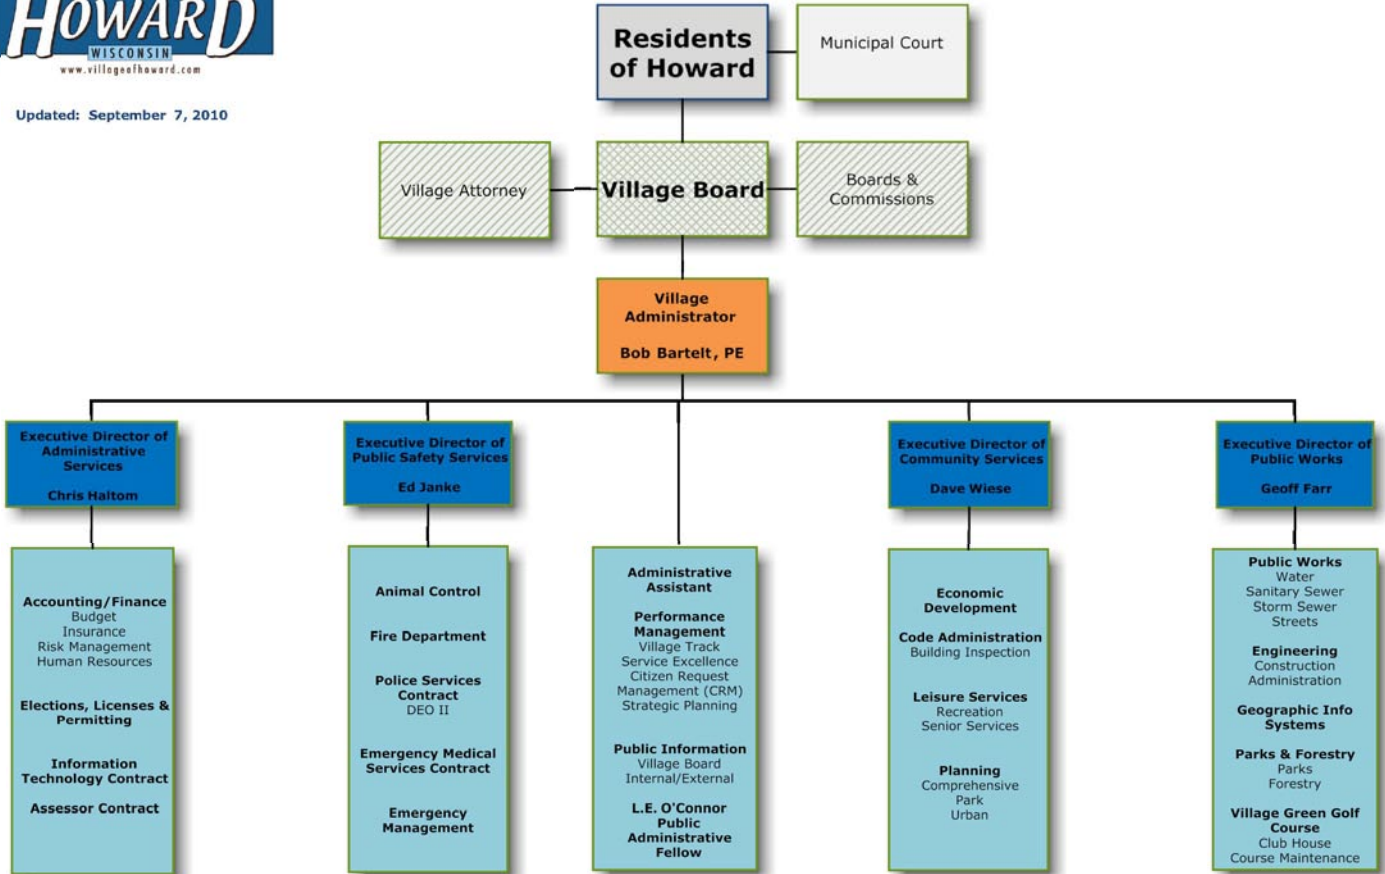 HOWARD
WISCONSIN
www.villageofhoward.com
Updated: September 7, 2010
Residents
of Howard
Municipal Court
Village Attorney
Village Board
Boards &
Commissions
Village
Administrator
Bob Bartelt, PE
Executive Director of
Administrative
Services
Chris Haltom
Executive Director of
Public Safety Services
Ed Janke
Executive Director of
Community Services
Dave Wiese
Executive Director of
Public Works
Geoff Farr
Accounting/Finance
Budget
Insurance
Risk Management
Human Resources
Elections, Licenses &
Permitting
Information
Technology Contract
Assessor Contract
Animal Control
Fire Department
Police Services
Contract
DEO II
Emergency Medical
Services Contract
Emergency
Management
Administrative
Assistant
Performance
Management
Village Track
Service Excellence
Citizen Request
Management (CRM)
Strategic Planning
Public Information
Village Board
Internal/External
L.E. O'Connor
Public
Administrative
Fellow
Economic
Development
Code Administration
Building Inspection
Leisure Services
Recreation
Senior Services
Planning
Comprehensive
Park
Urban
Public Works
Water
Sanitary Sewer
Storm Sewer
Streets
Engineering
Construction
Administration
Geographic Info
Systems
Parks & Forestry
Parks
Forestry
Village Green Golf
Course
Club House
Course Maintenance